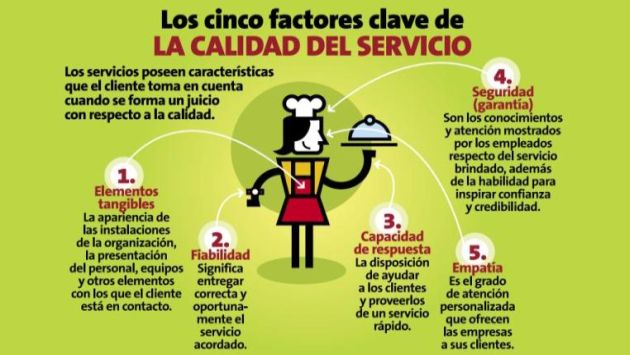 Los cinco factores clave de
LA CALIDAD DEL SERVICIO
Los servicios poseen características
que el cliente toma en cuenta
cuando se forma un juicio
con respecto a la calidad.
1.
Elementos
tangibles
La apariencia de
las instalaciones
de la organización,
la presentación
del personal, equipos
y otros elementos
con los que el cliente
está en contacto.
2.
Fiabilidad
Significa
entregar
correcta y
oportuna-
mente el
servicio
acordado.
3.
Capacidad
de respuesta
La disposición
de ayudar
a los clientes
y proveerlos
de un servicio
rápido.
4.
Seguridad
(garantía)
Son los conocimientos
y atención mostrados
por los empleados
respecto del servicio
brindado, además
de la habilidad para
inspirar confianza
y credibilidad.
5.
Empatía
Es el grado
de atención
personalizada
que ofrecen
las empresas
a sus clientes.